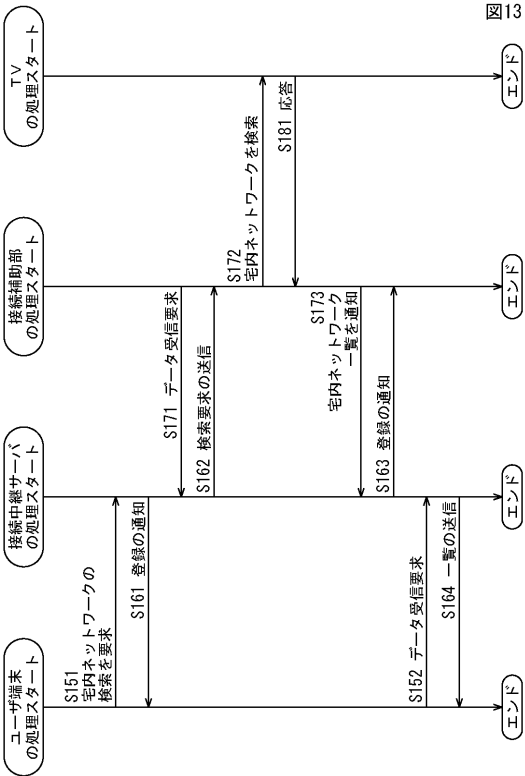 図13
ユーザ端末
の処理スタート
接続中継サーバ
の処理スタート
接続補助部
の処理スタート
TV
の処理スタート
S151
宅内ネットワークの
検索を要求
S161 登録の通知
S171 データ受信要求
S162 検索要求の送信
S172
宅内ネットワークを検索
S181 応答
S173
宅内ネットワーク
一覧を通知
S163 登録の通知
S152 データ受信要求
S164 一覧の送信
エンド
エンド
エンド
エンド